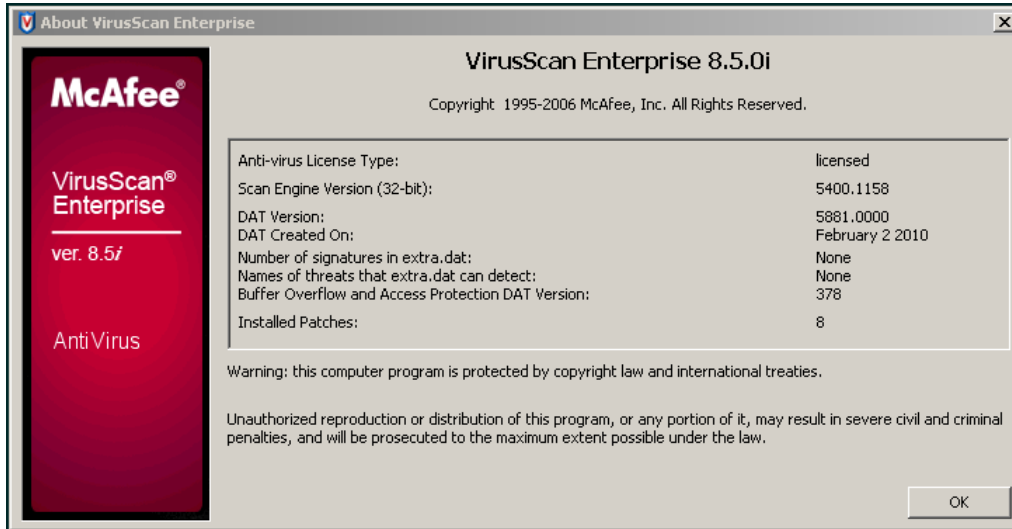 About VirusScan Enterprise
McAfee®
VirusScan®
Enterprise
ver. 8.5i
AntiVirus
VirusScan Enterprise 8.5.0i
Copyright 1995-2006 McAfee, Inc. All Rights Reserved.
Anti-virus License Type: licensed
Scan Engine Version (32-bit): 5400.1158
DAT Version: 5881.0000
DAT Created On: February 2 2010
Number of signatures in extra.dat: None
Names of threats that extra.dat can detect: None
Buffer Overflow and Access Protection DAT Version: 378
Installed Patches: 8
Warning: this computer program is protected by copyright law and international treaties.
Unauthorized reproduction or distribution of this program, or any portion of it, may result in severe civil and criminal
penalties, and will be prosecuted to the maximum extent possible under the law.
OK